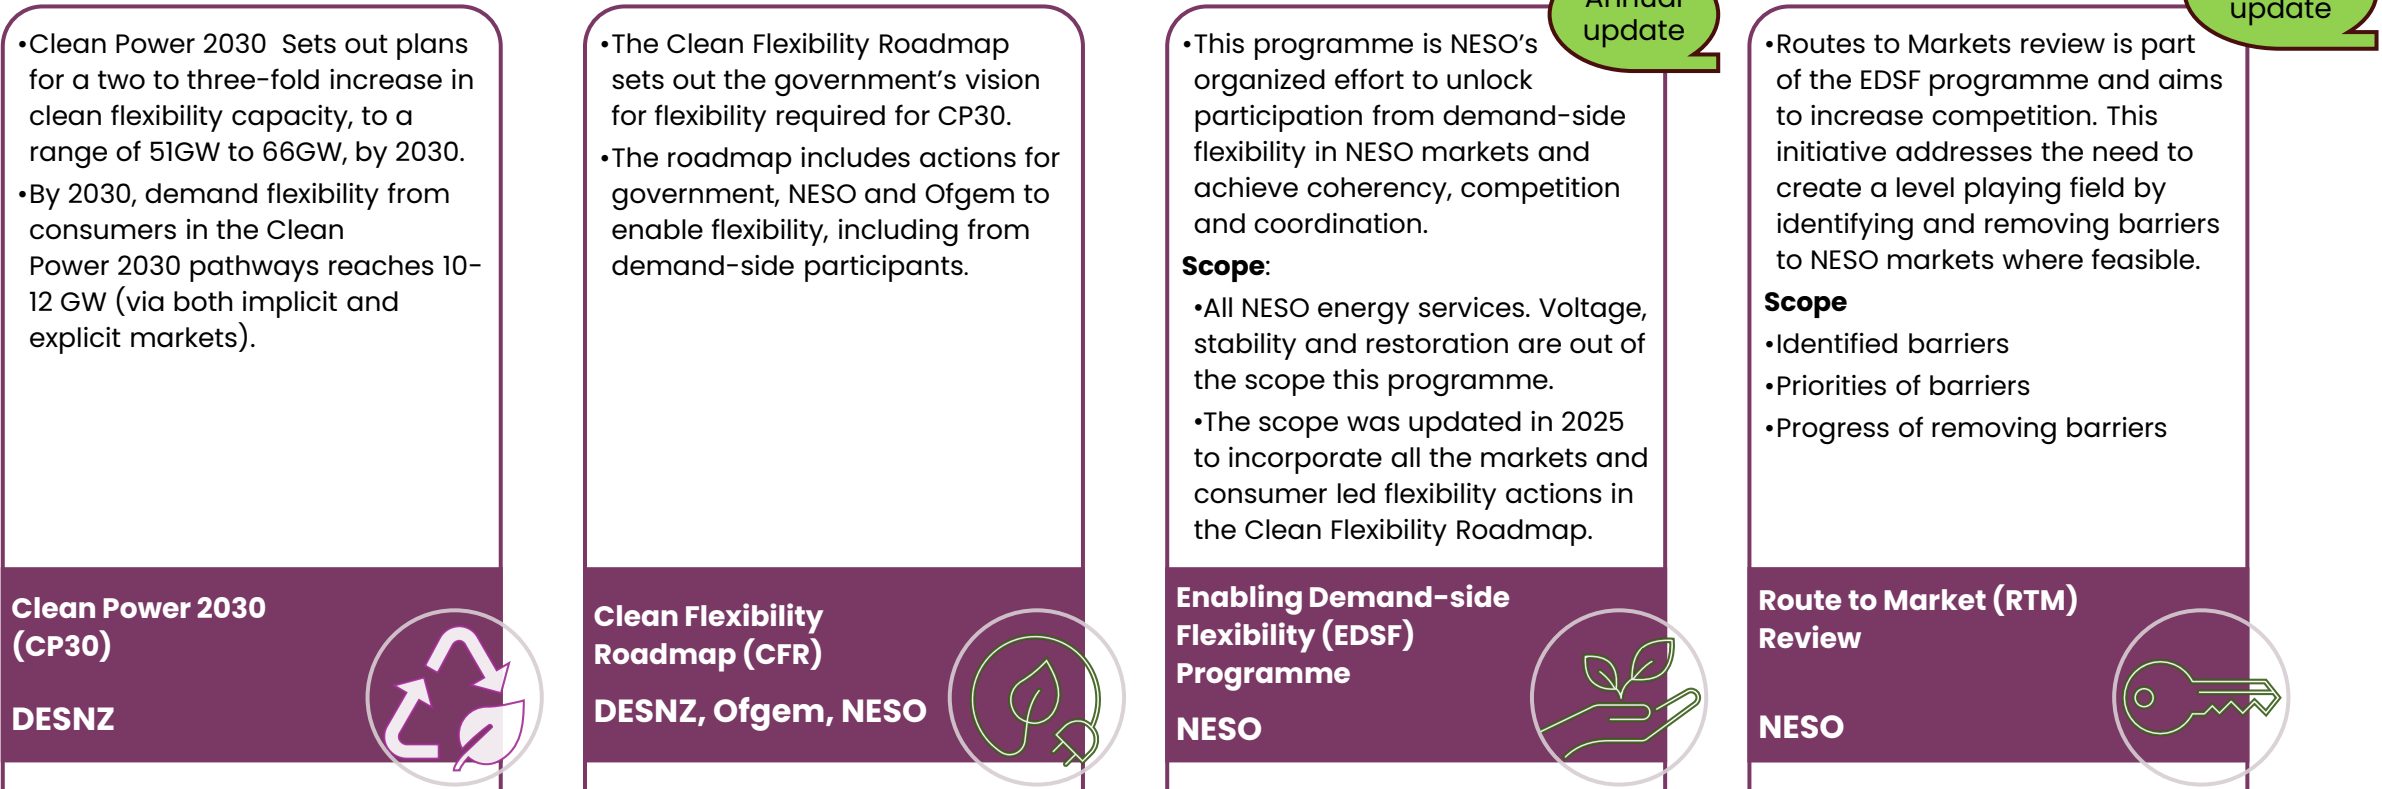 •Clean Power 2030  Sets out plans
for a two to three-fold increase in
clean flexibility capacity, to a
range of 51GW to 66GW, by 2030.
•By 2030, demand flexibility from
consumers in the Clean
Power 2030 pathways reaches 10-
12 GW (via both implicit and
explicit markets).
Clean Power 2030
(CP30)
DESNZ
•The Clean Flexibility Roadmap
sets out the government’s vision
for flexibility required for CP30.
•The roadmap includes actions for
government, NESO and Ofgem to
enable flexibility, including from
demand-side participants.
Clean Flexibility
Roadmap (CFR)
DESNZ, Ofgem, NESO
Annual
update
•This programme is NESO’s
organized effort to unlock
participation from demand-side
flexibility in NESO markets and
achieve coherency, competition
and coordination.
Scope:
•All NESO energy services. Voltage,
stability and restoration are out of
the scope this programme.
•The scope was updated in 2025
to incorporate all the markets and
consumer led flexibility actions in
the Clean Flexibility Roadmap.
Enabling Demand-side
Flexibility (EDSF)
Programme
NESO
update
•Routes to Markets review is part
of the EDSF programme and aims
to increase competition. This
initiative addresses the need to
create a level playing field by
identifying and removing barriers
to NESO markets where feasible.
Scope
•Identified barriers
•Priorities of barriers
•Progress of removing barriers
Route to Market (RTM)
Review
NESO